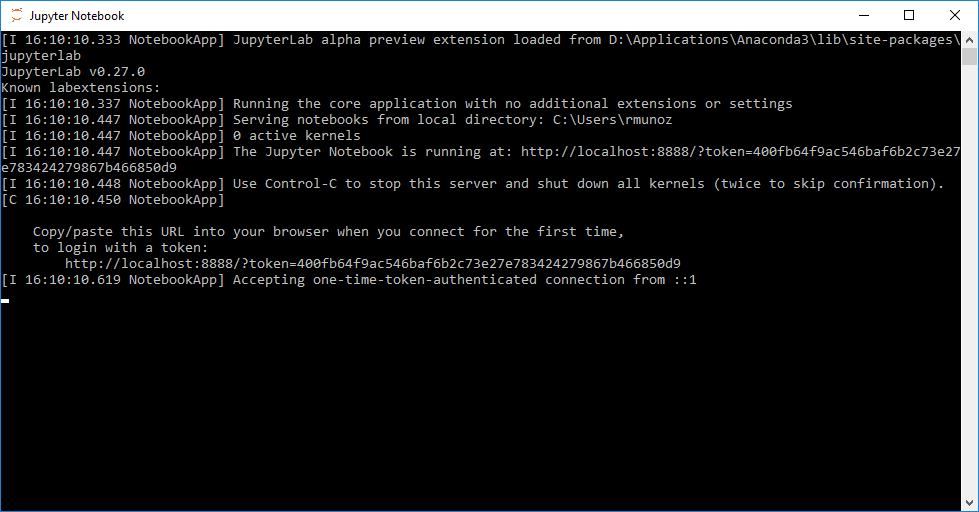 Jupyter Notebook
[I 16:10:10.333 NotebookApp] JupyterLab alpha preview extension loaded from D:\Applications\Anaconda3\lib\site-packages\
jupyterlab
JupyterLab v0.27.0
Known labextensions:
[I 16:10:10.337 NotebookApp] Running the core application with no additional extensions or settings
[I 16:10:10.447 NotebookApp] Serving notebooks from local directory: C:\Users\rmunoz
[I 16:10:10.447 NotebookApp] 0 active kernels
[I 16:10:10.447 NotebookApp] The Jupyter Notebook is running at: http://localhost:8888/?token=400fb64f9ac546baf6b2c73e27
e783424279867b466850d9
[I 16:10:10.448 NotebookApp] Use Control-C to stop this server and shut down all kernels (twice to skip confirmation).
[C 16:10:10.450 NotebookApp]
Copy/paste this URL into your browser when you connect for the first time,
to login with a token:
http://localhost:8888/?token=400fb64f9ac546baf6b2c73e27e783424279867b466850d9
[I 16:10:10.619 NotebookApp] Accepting one-time-token-authenticated connection from ::1